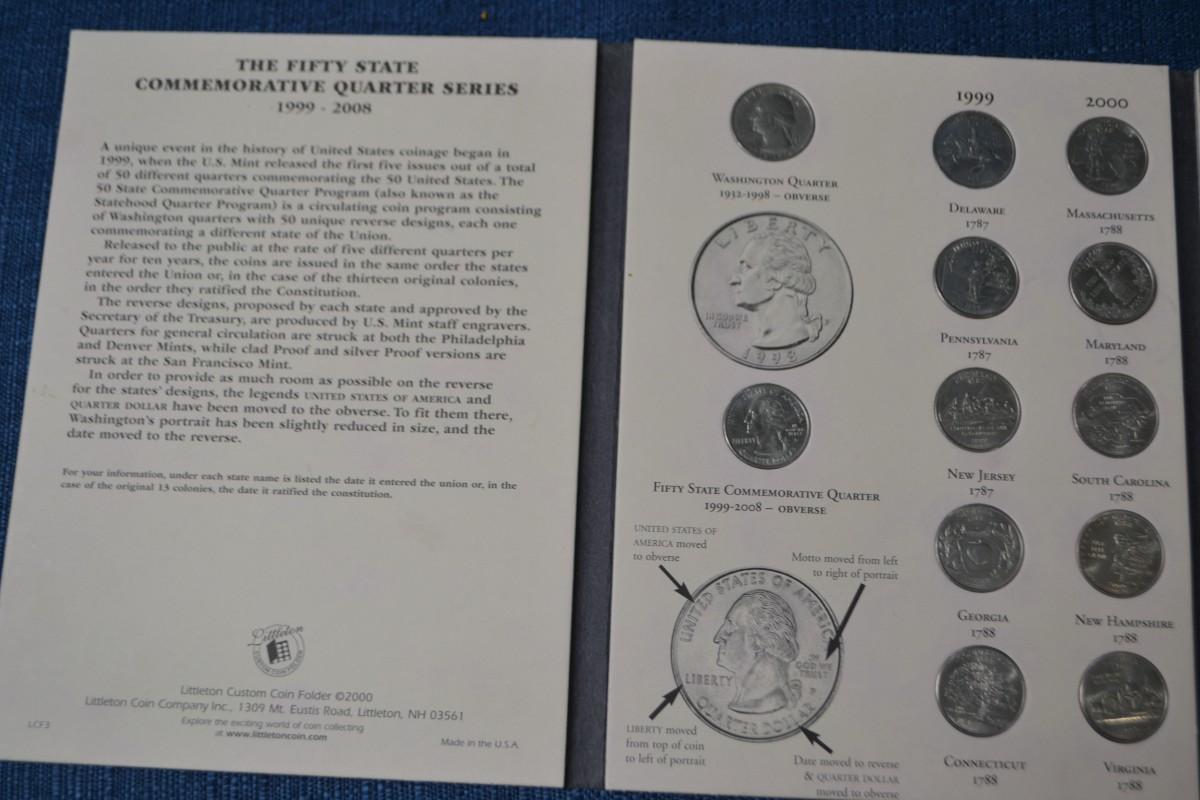 THE FIFTY STATE
COMMEMORATIVE QUARTER SERIES
1999 - 2008
A unique event in the history of United States coinage began in
1999, when the U.S. Mint released the first five issues out of a total
of 50 different quarters commemorating the 50 United States. The
50 State Commemorative Quarter Program (also known as the
Statehood Quarter Program) is a circulating coin program consisting
of Washington quarters with 50 unique reverse designs, each one
commemorating a different state of the Union.
Released to the public at the rate of five different quarters per
year for ten years, the coins are issued in the same order the states
entered the Union or, in the case of the thirteen original colonies,
in the order they ratified the Constitution.
The reverse designs, proposed by each state and approved by the
Secretary of the Treasury, are produced by U.S. Mint staff engravers.
Quarters for general circulation are struck at both the Philadelphia
and Denver Mints, while clad Proof and silver Proof versions are
struck at the San Francisco Mint.
In order to provide as much room as possible on the reverse
for the states' designs, the legends UNITED STATES OF AMERICA and
QUARTER DOLLAR have been moved to the obverse. To fit them there,
Washington's portrait has been slightly reduced in size, and the
date moved to the reverse.
For your information, under each state name is listed the date it entered the union or, in the
case of the original 13 colonies, the date it ratified the constitution.
Littleton
CUSTOM COIN FOLDER
Littleton Custom Coin Folder ©2000
Littleton Coin Company Inc., 1309 Mt. Eustis Road, Littleton, NH 03561
Explore the exciting world of coin collecting
at www.littletoncoin.com
LCF3
Made in the U.S.A.
WASHINGTON QUARTER
1932-1998 – OBVERSE
LIBERTY
IN GOD WE
TRUST
P
1998
LIBERTY
QUARTER DOLLAR
FIFTY STATE COMMEMORATIVE QUARTER
1999-2008 – OBVERSE
UNITED STATES OF
AMERICA moved
to obverse
Motto moved from left
to right of portrait
UNITED STATES OF AMERICA
IN
GOD WE
TRUST
P
LIBERTY
QUARTER DOLLAR
LIBERTY moved
from top of coin
to left of portrait
Date moved to reverse
& QUARTER DOLLAR
moved to obverse
1999
DELAWARE
1787
PENNSYLVANIA
1787
NEW JERSEY
1787
GEORGIA
1788
CONNECTICUT
1788
2000
MASSACHUSETTS
1788
MARYLAND
1788
SOUTH CAROLINA
1788
NEW HAMPSHIRE
1788
VIRGINIA
1788